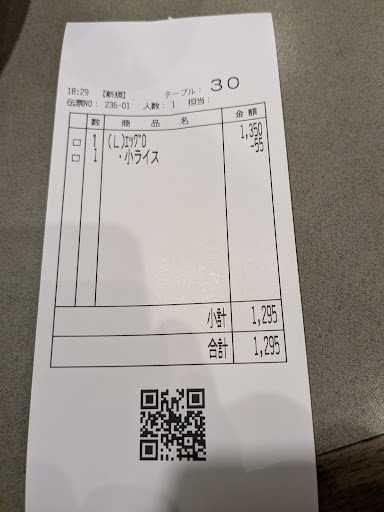 18:29 【新規】 テーブル: 30
伝票NO: 236-01 人数: 1 担当:
数 商 品 名 金 額
□ 1 (L)ｴｯｸﾞD 1,350
□ 1 ・小ライス -55
小計 1,295
合計 1,295